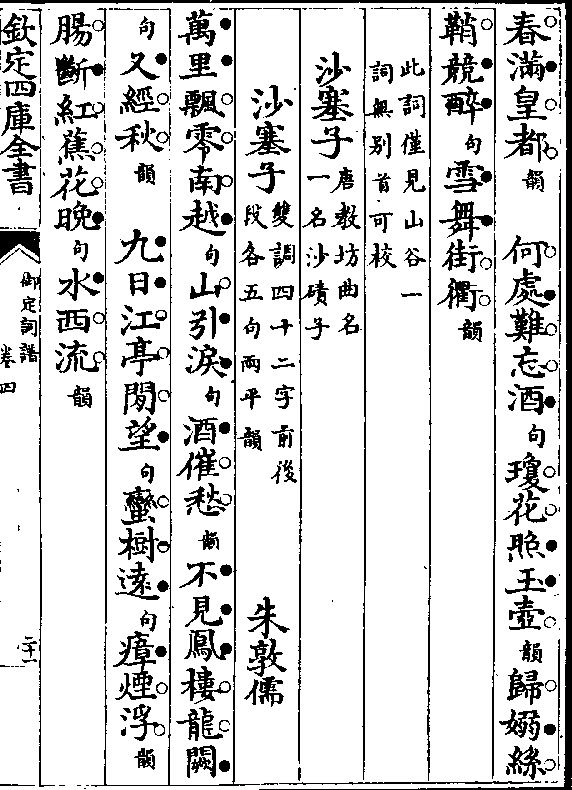 春滿皇都韻 何處難忘酒句瓊花照玉壺韻歸嫋絲
鞘競醉句雪舞街衢韻
此詞僅見山谷一
詞無別首可校
沙塞子唐教坊曲名
一名沙磧子
沙塞子雙調四十二字前後
段各五句兩平韻 朱敦儒
萬里飄零南越句山引淚句酒催愁韻不見鳳樓龍闕
句又經秋韻 九日江亭閒望句蠻樹遠句瘴煙浮韻
腸斷紅蕉花晚句水西流韻
欽定四庫全書 御定詞譜
卷四 二十一